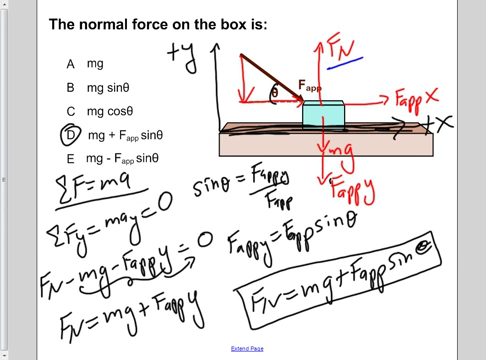 The normal force on the box is:
A mg
B mg sinθ
C mg cosθ
D mg + Fapp sinθ
E mg - Fapp sinθ
+y
FN
Fapp
θ
Fapp x
+x
mg
Fapp y
ΣF = ma
ΣFy = may = 0
FN - mg - Fapp y = 0
FN = mg + Fapp y
sinθ = Fapp y / Fapp
Fapp y = Fapp sinθ
FN = mg + Fapp sinθ
Extend Page